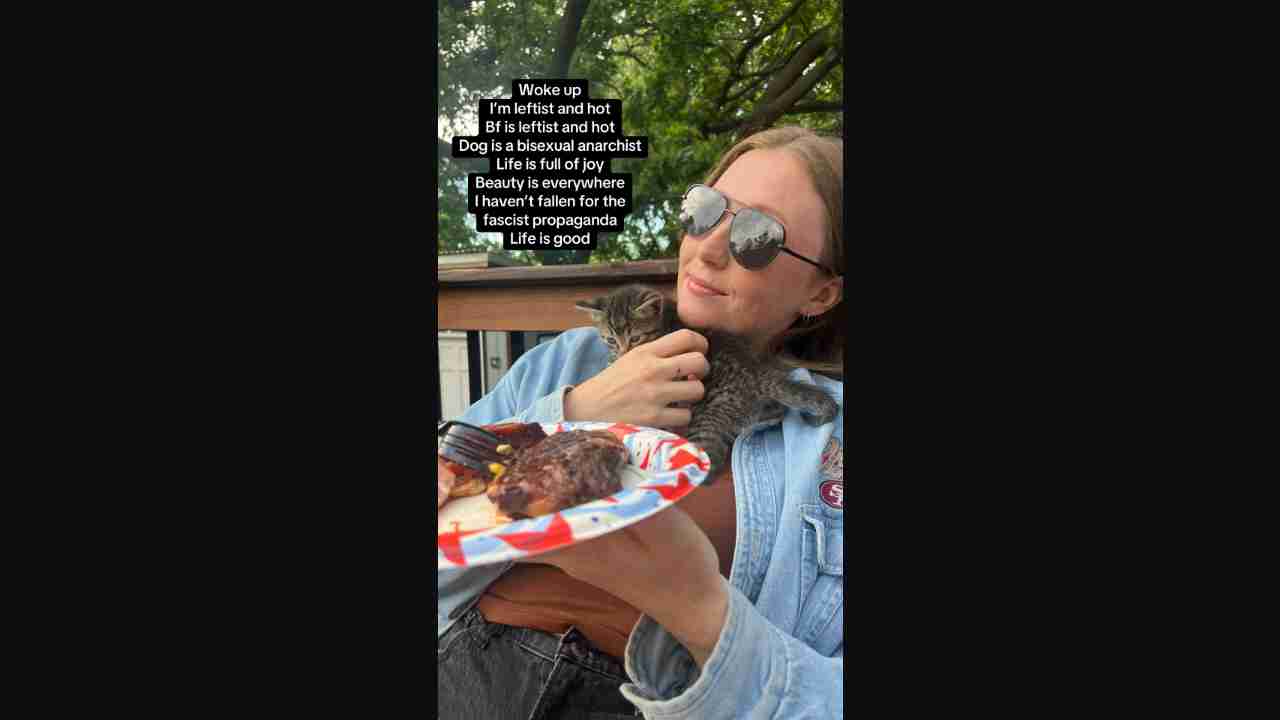 Woke up
I'm leftist and hot
Bf is leftist and hot
Dog is a bisexual anarchist
Life is full of joy
Beauty is everywhere
I haven't fallen for the
fascist propaganda
Life is good
SF